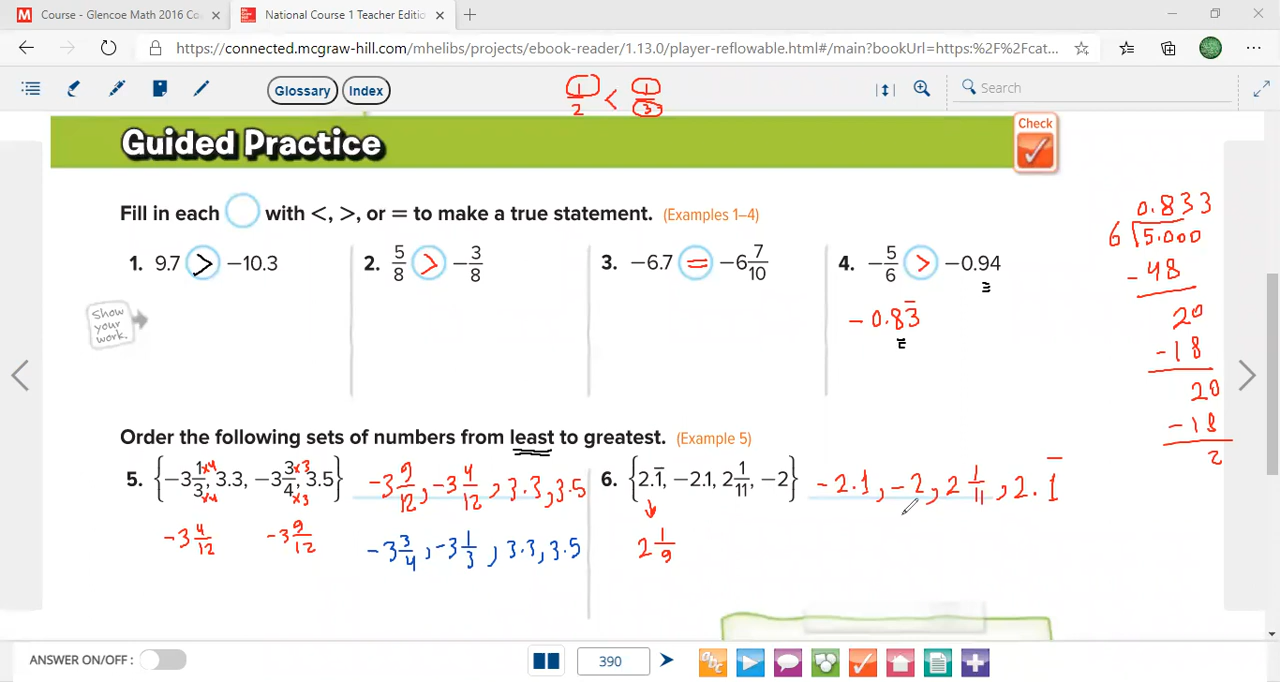 Course - Glencoe Math 2016 Co
National Course 1 Teacher Editio
https://connected.mcgraw-hill.com/mhelibs/projects/ebook-reader/1.13.0/player-reflowable.html#/main?bookUrl=https:%2F%2Fcat...
Glossary Index
1/2 < 1/3
Search
Guided Practice
Check
Fill in each ◯ with <, >, or = to make a true statement. (Examples 1–4)
1. 9.7 > −10.3
2. 5/8 > −3/8
3. −6.7 = −6 7/10
4. −5/6 > −0.94
−0.83̅
Show your work.
0.833
6 5.000
−48
20
−18
20
−18
2
Order the following sets of numbers from least to greatest. (Example 5)
5. {−3 1/3, 3.3, −3 3/4, 3.5}
×4 ×3
×4 ×3
−3 4/12 −3 9/12
−3 9/12, −3 4/12, 3.3, 3.5
−3 3/4, −3 1/3, 3.3, 3.5
6. {2.1̅, −2.1, 2 1/11, −2}
2 1/9
−2.1, −2, 2 1/11, 2.1̅
ANSWER ON/OFF :
390
abc